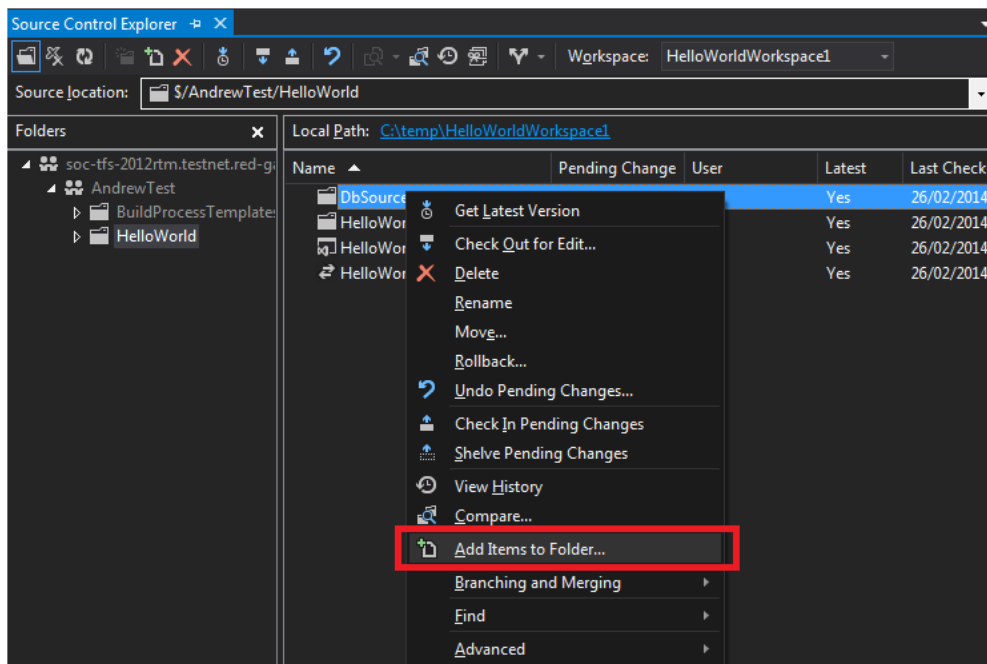 Source Control Explorer
Workspace: HelloWorldWorkspace1
Source location: $/AndrewTest/HelloWorld
Folders
Local Path: C:\temp\HelloWorldWorkspace1
soc-tfs-2012rtm.testnet.red-ga
Name Pending Change User Latest Last Check
AndrewTest
DbSource Yes 26/02/2014
BuildProcessTemplates
HelloWor Yes 26/02/2014
HelloWorld
HelloWor Yes 26/02/2014
HelloWor Yes 26/02/2014
Get Latest Version
Check Out for Edit...
Delete
Rename
Move...
Rollback...
Undo Pending Changes...
Check In Pending Changes
Shelve Pending Changes
View History
Compare...
Add Items to Folder...
Branching and Merging
Find
Advanced